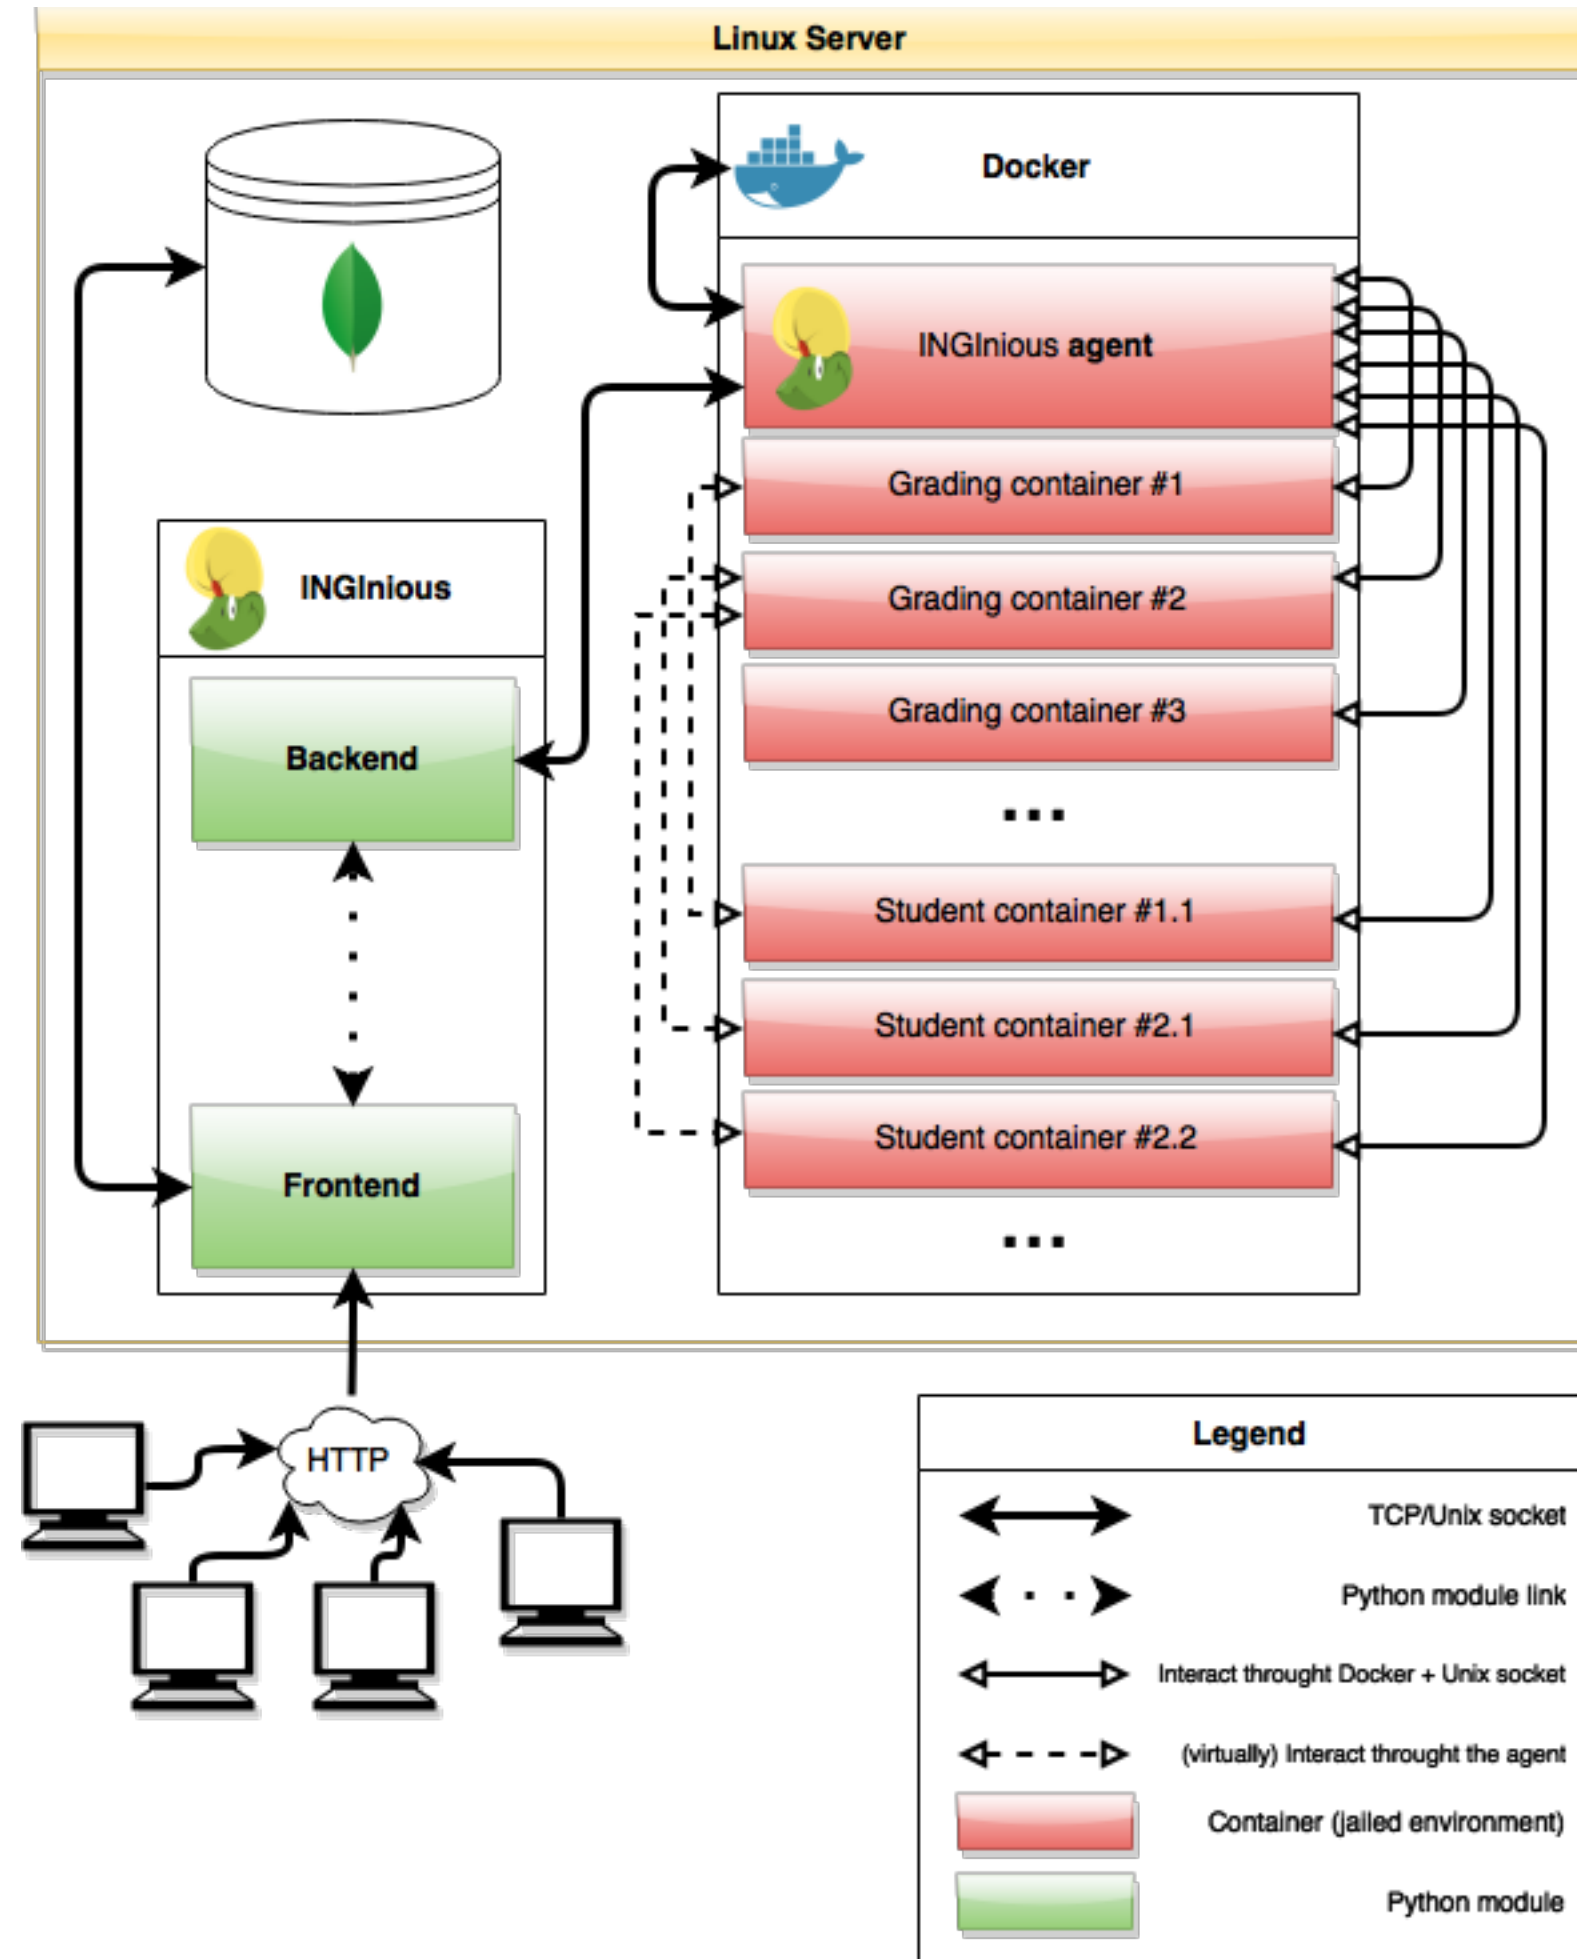 Linux Server
Docker
INGInious agent
Grading container #1
INGInious
Grading container #2
Grading container #3
Backend
...
Student container #1.1
Student container #2.1
Student container #2.2
Frontend
...
HTTP
Legend
TCP/Unix socket
Python module link
Interact throught Docker + Unix socket
(virtually) Interact throught the agent
Container (jailed environment)
Python module